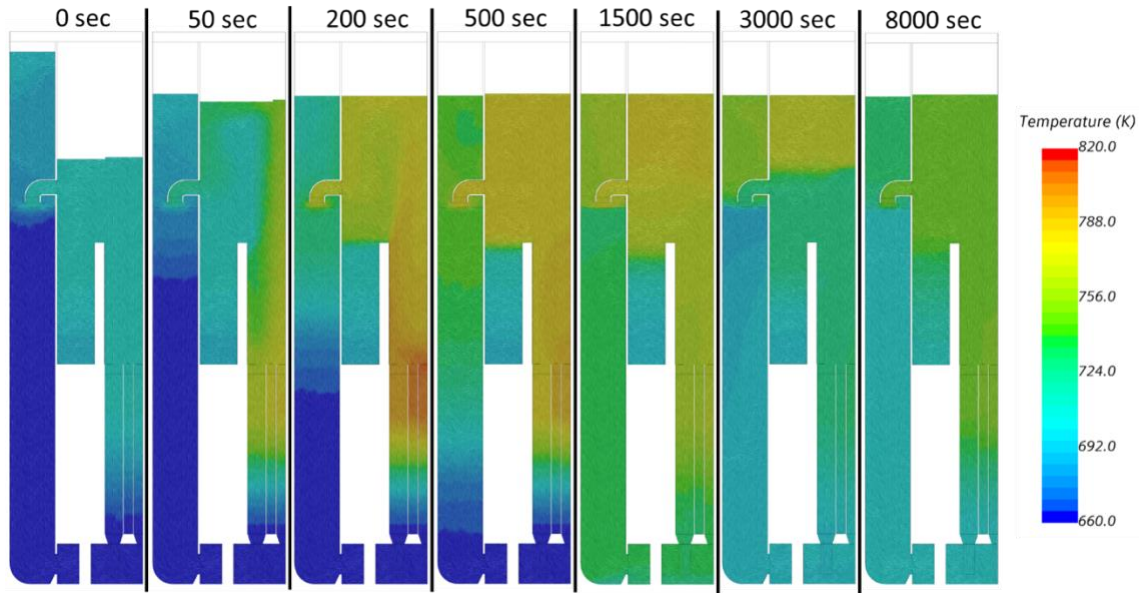 0 sec
50 sec
200 sec
500 sec
1500 sec
3000 sec
8000 sec
Temperature (K)
820.0
788.0
756.0
724.0
692.0
660.0